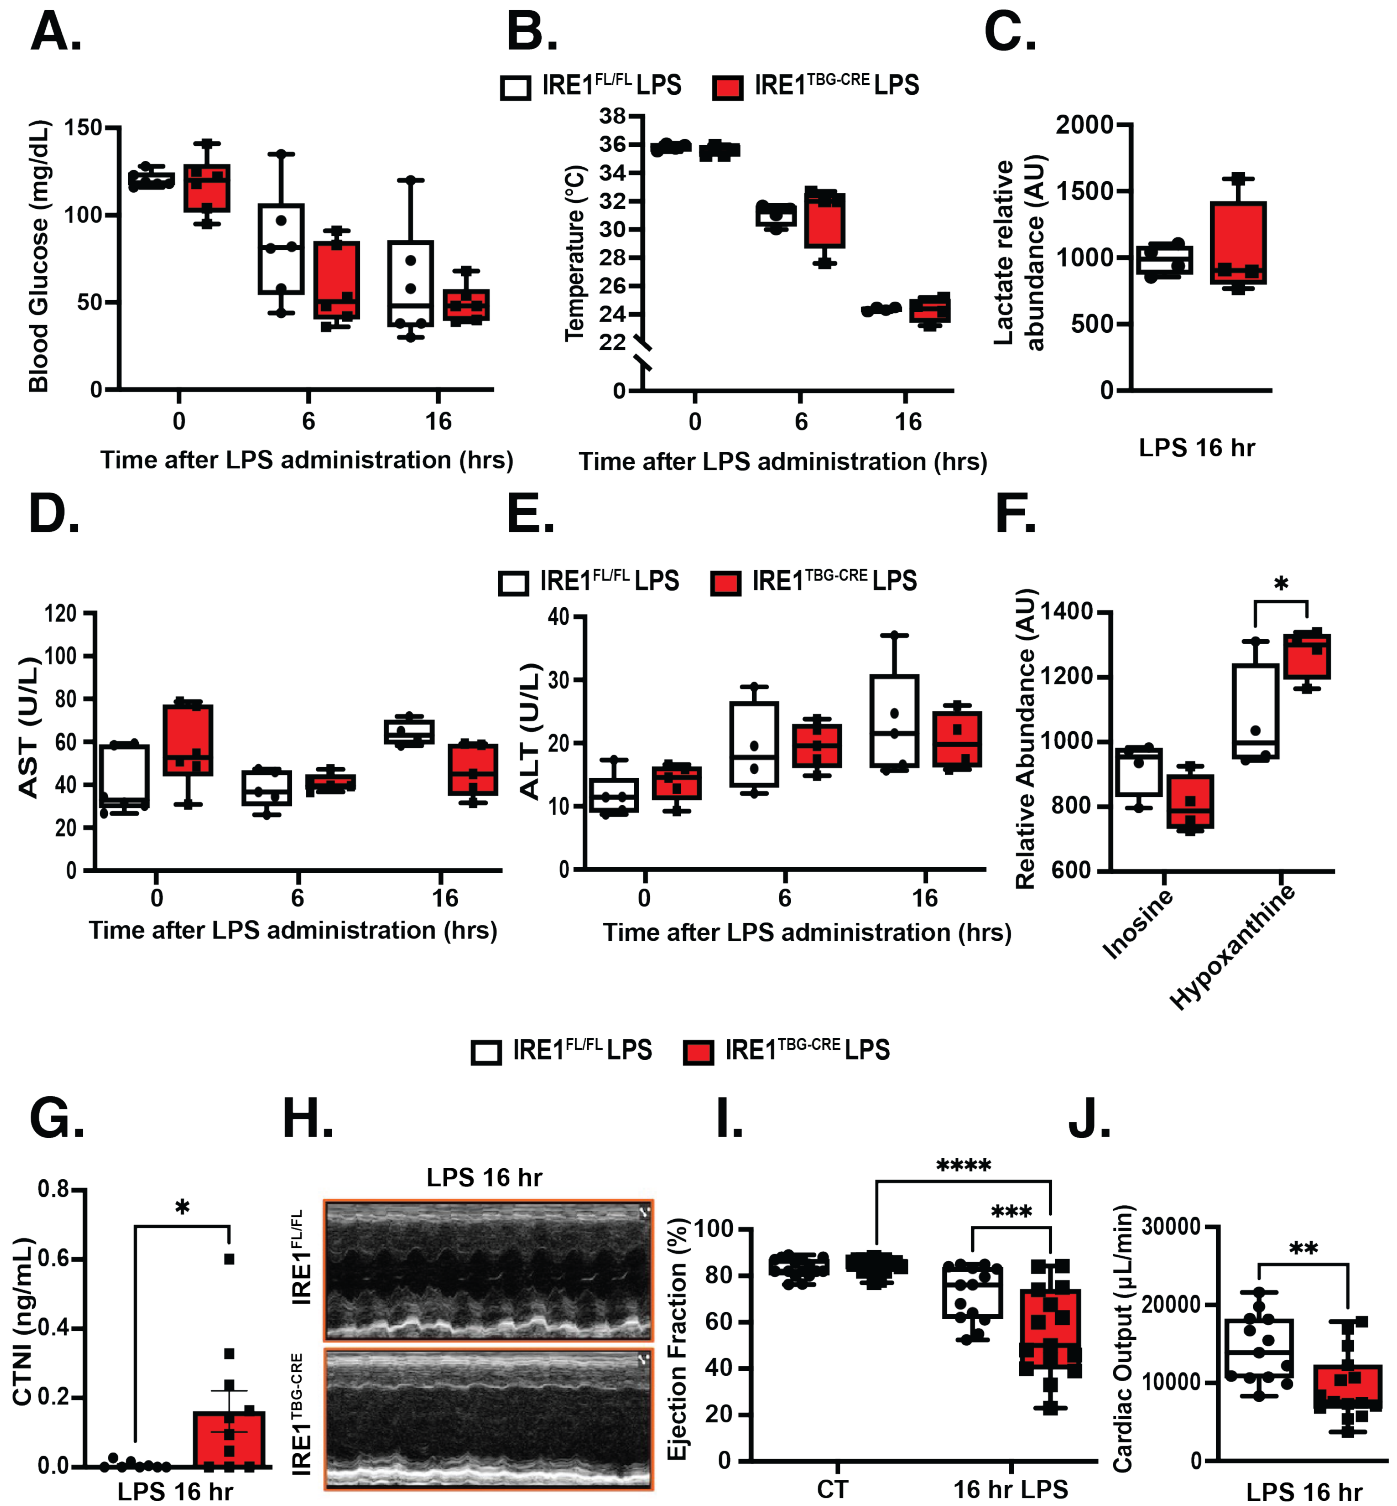 A.
B.
C.
IRE1FL/FL LPS
IRE1TBG-CRE LPS
Blood Glucose (mg/dL)
150
100
50
0
0
6
16
Time after LPS administration (hrs)
Temperature (°C)
38
36
34
32
30
28
26
24
22
0
0
6
16
Time after LPS administration (hrs)
Lactate relative
abundance (AU)
2000
1500
1000
500
0
LPS 16 hr
D.
E.
F.
IRE1FL/FL LPS
IRE1TBG-CRE LPS
AST (U/L)
120
100
80
60
40
20
0
0
6
16
Time after LPS administration (hrs)
ALT (U/L)
40
30
20
10
0
0
6
16
Time after LPS administration (hrs)
Relative Abundance (AU)
1400
1200
1000
800
600
*
Inosine
Hypoxanthine
IRE1FL/FL LPS
IRE1TBG-CRE LPS
G.
H.
I.
J.
CTNI (ng/mL)
0.8
0.6
0.4
0.2
0.0
*
LPS 16 hr
LPS 16 hr
IRE1FL/FL
IRE1TBG-CRE
Ejection Fraction (%)
100
80
60
40
20
0
****
***
CT
16 hr LPS
Cardiac Output (µL/min)
30000
20000
10000
0
**
LPS 16 hr